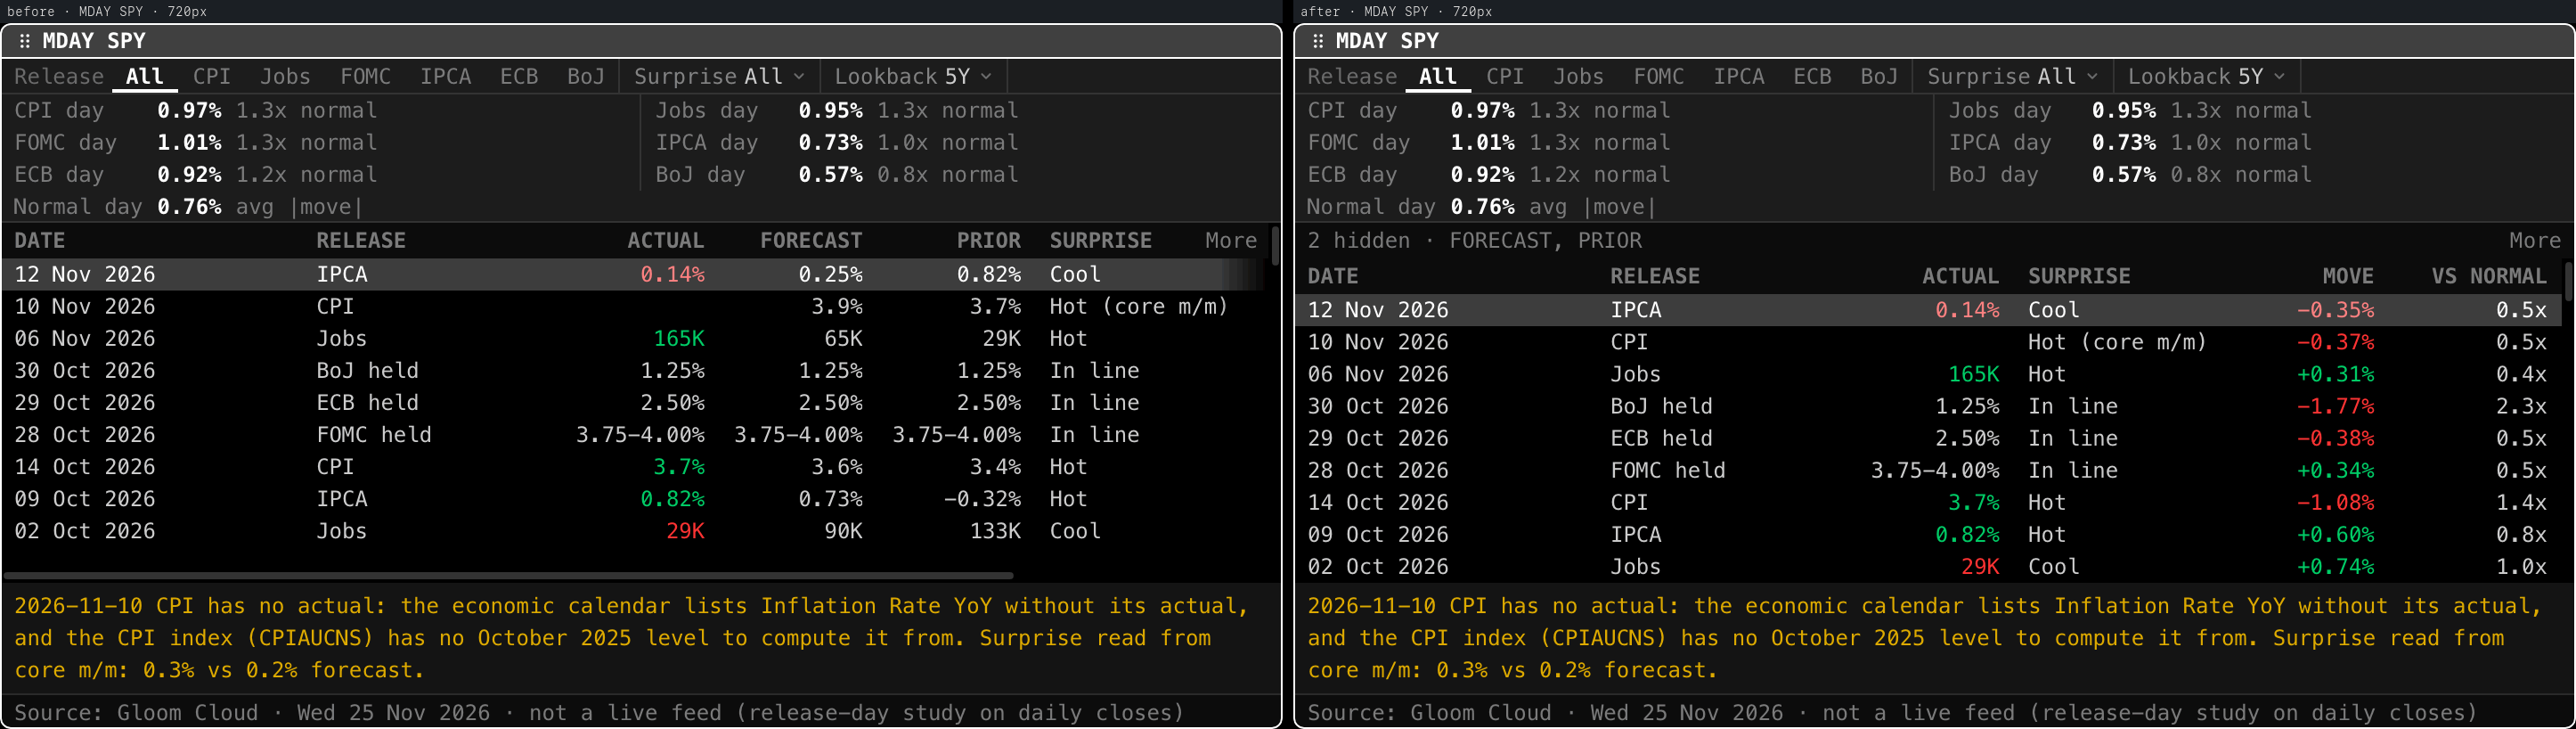 before · MDAY SPY · 720px
MDAY SPY
Release All CPI Jobs FOMC IPCA ECB BoJ Surprise All Lookback 5Y
CPI day 0.97% 1.3x normal Jobs day 0.95% 1.3x normal
FOMC day 1.01% 1.3x normal IPCA day 0.73% 1.0x normal
ECB day 0.92% 1.2x normal BoJ day 0.57% 0.8x normal
Normal day 0.76% avg |move|
DATE RELEASE ACTUAL FORECAST PRIOR SURPRISE More
12 Nov 2026 IPCA 0.14% 0.25% 0.82% Cool
10 Nov 2026 CPI 3.9% 3.7% Hot (core m/m)
06 Nov 2026 Jobs 165K 65K 29K Hot
30 Oct 2026 BoJ held 1.25% 1.25% 1.25% In line
29 Oct 2026 ECB held 2.50% 2.50% 2.50% In line
28 Oct 2026 FOMC held 3.75–4.00% 3.75–4.00% 3.75–4.00% In line
14 Oct 2026 CPI 3.7% 3.6% 3.4% Hot
09 Oct 2026 IPCA 0.82% 0.73% −0.32% Hot
02 Oct 2026 Jobs 29K 90K 133K Cool
2026-11-10 CPI has no actual: the economic calendar lists Inflation Rate YoY without its actual,
and the CPI index (CPIAUCNS) has no October 2025 level to compute it from. Surprise read from
core m/m: 0.3% vs 0.2% forecast.
Source: Gloom Cloud · Wed 25 Nov 2026 · not a live feed (release-day study on daily closes)
after · MDAY SPY · 720px
MDAY SPY
Release All CPI Jobs FOMC IPCA ECB BoJ Surprise All Lookback 5Y
CPI day 0.97% 1.3x normal Jobs day 0.95% 1.3x normal
FOMC day 1.01% 1.3x normal IPCA day 0.73% 1.0x normal
ECB day 0.92% 1.2x normal BoJ day 0.57% 0.8x normal
Normal day 0.76% avg |move|
2 hidden · FORECAST, PRIOR More
DATE RELEASE ACTUAL SURPRISE MOVE VS NORMAL
12 Nov 2026 IPCA 0.14% Cool −0.35% 0.5x
10 Nov 2026 CPI Hot (core m/m) −0.37% 0.5x
06 Nov 2026 Jobs 165K Hot +0.31% 0.4x
30 Oct 2026 BoJ held 1.25% In line −1.77% 2.3x
29 Oct 2026 ECB held 2.50% In line −0.38% 0.5x
28 Oct 2026 FOMC held 3.75–4.00% In line +0.34% 0.5x
14 Oct 2026 CPI 3.7% Hot −1.08% 1.4x
09 Oct 2026 IPCA 0.82% Hot +0.60% 0.8x
02 Oct 2026 Jobs 29K Cool +0.74% 1.0x
2026-11-10 CPI has no actual: the economic calendar lists Inflation Rate YoY without its actual,
and the CPI index (CPIAUCNS) has no October 2025 level to compute it from. Surprise read from
core m/m: 0.3% vs 0.2% forecast.
Source: Gloom Cloud · Wed 25 Nov 2026 · not a live feed (release-day study on daily closes)